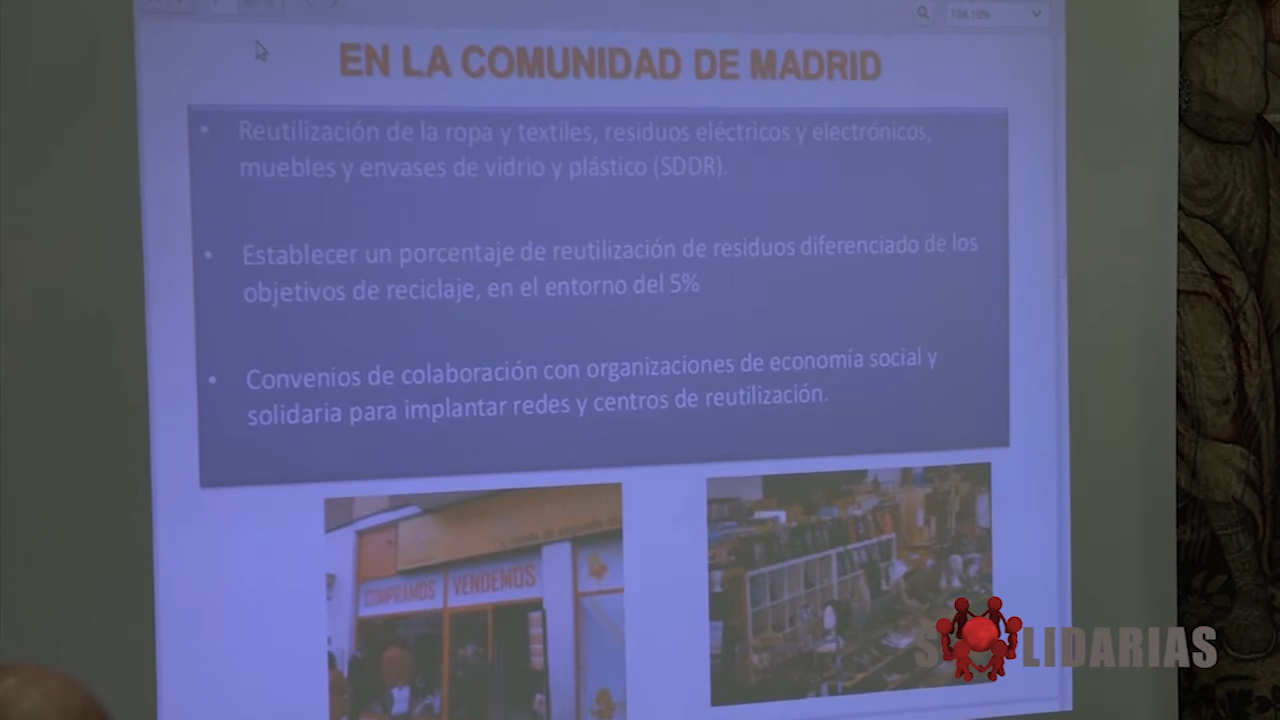 104,10%
EN LA COMUNIDAD DE MADRID
• Reutilización de la ropa y textiles, residuos eléctricos y electrónicos,
muebles y envases de vidrio y plástico (SDDR).
• Establecer un porcentaje de reutilización de residuos diferenciado de los
objetivos de reciclaje, en el entorno del 5%
• Convenios de colaboración con organizaciones de economía social y
solidaria para implantar redes y centros de reutilización.
COMPRAMOS VENDEMOS
SOLIDARIAS